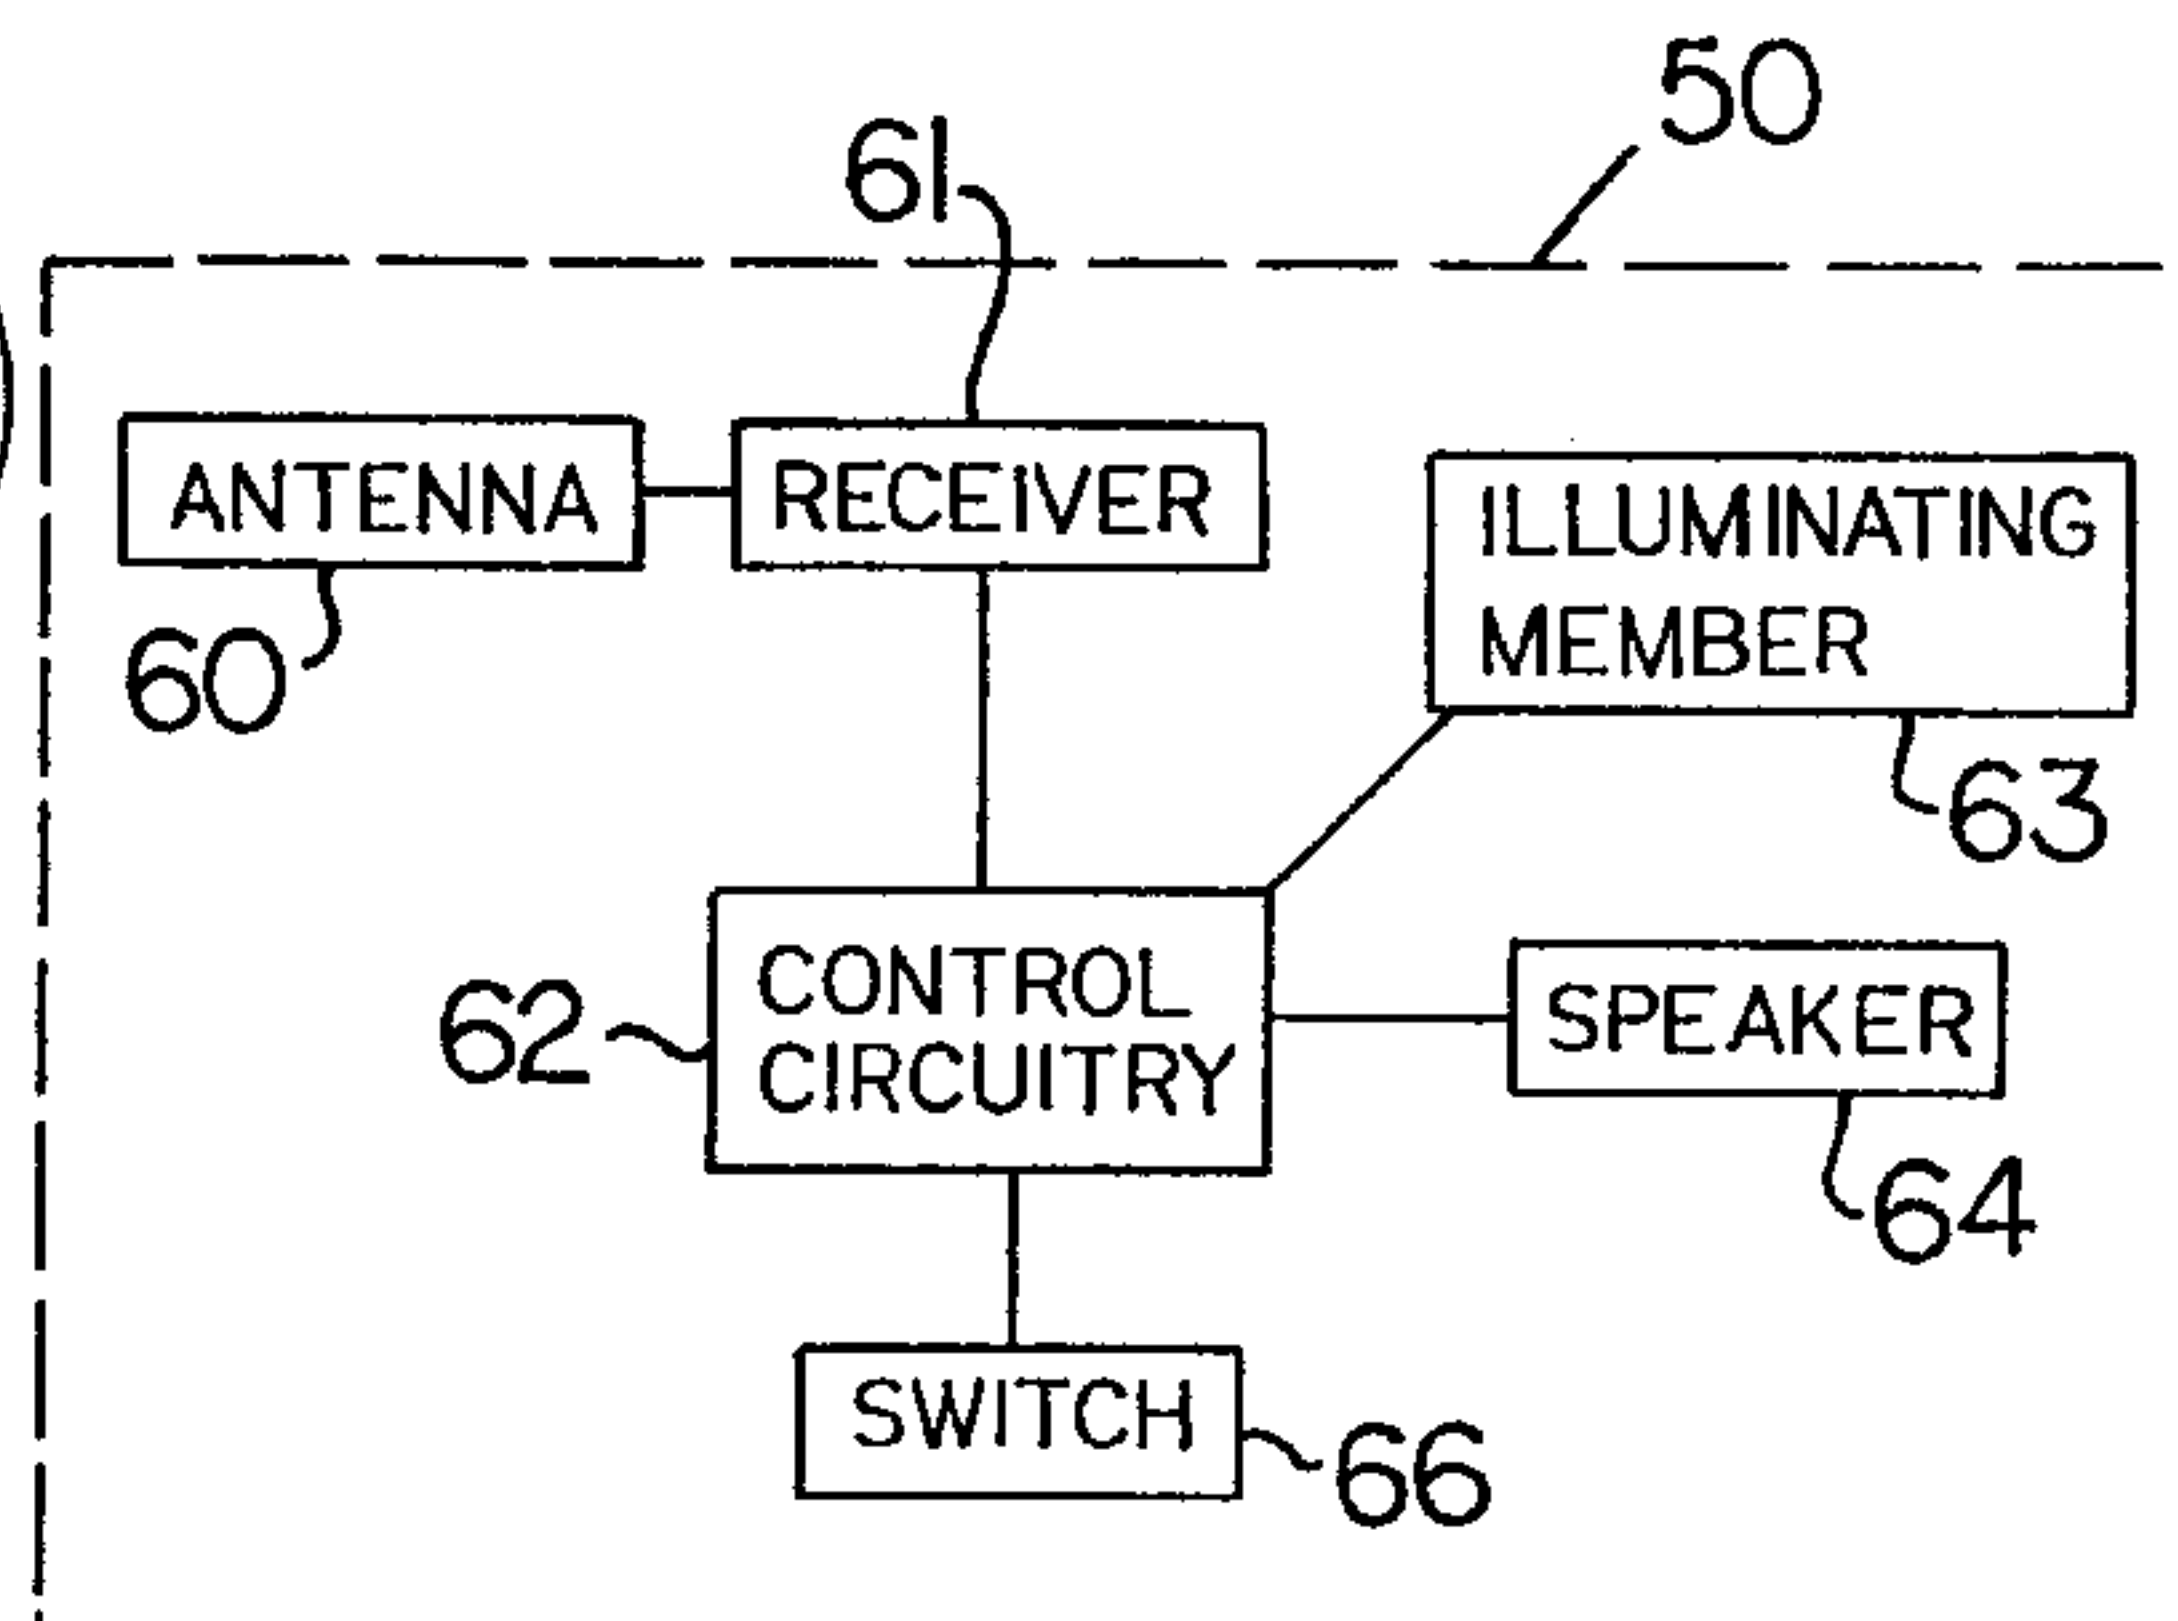 50
61
ANTENNA
RECEIVER
ILLUMINATING
MEMBER
60
63
CONTROL
CIRCUITRY
62
SPEAKER
64
SWITCH
66